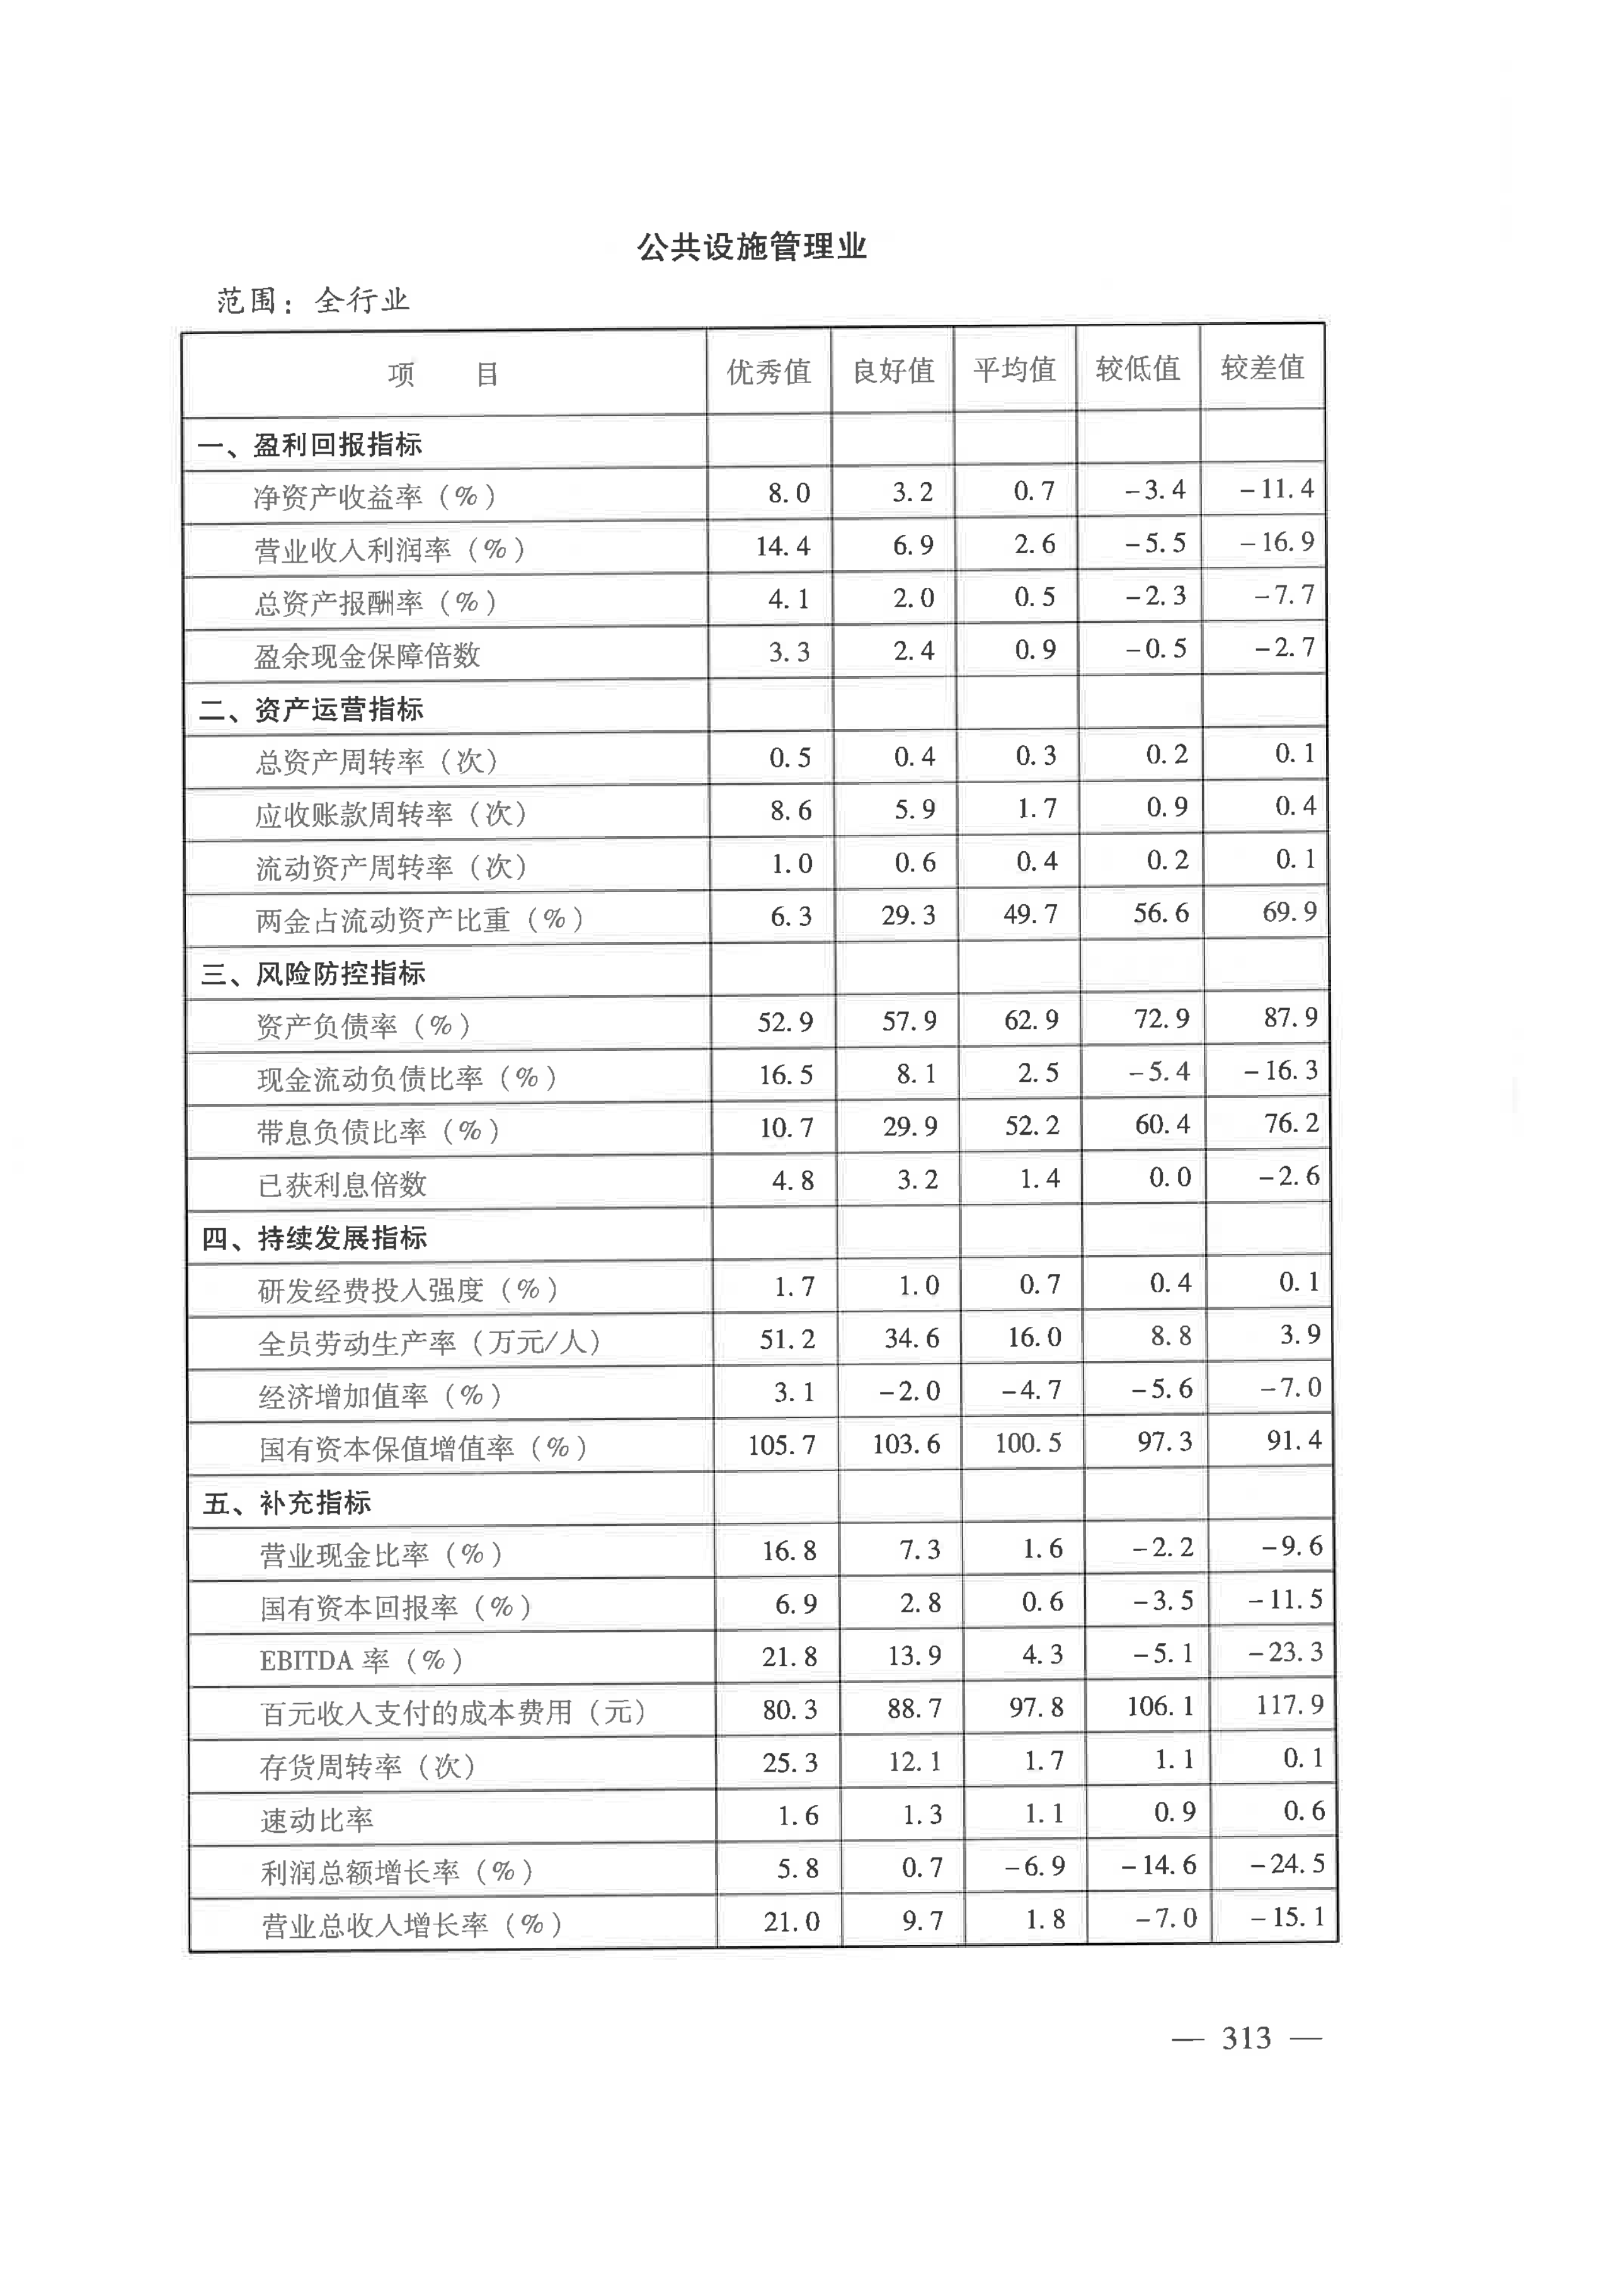 公共设施管理业
范围：全行业
项 目 优秀值 良好值 平均值 较低值 较差值
一、盈利回报指标
净资产收益率（%） 8.0 3.2 0.7 -3.4 -11.4
营业收入利润率（%） 14.4 6.9 2.6 -5.5 -16.9
总资产报酬率（%） 4.1 2.0 0.5 -2.3 -7.7
盈余现金保障倍数 3.3 2.4 0.9 -0.5 -2.7
二、资产运营指标
总资产周转率（次） 0.5 0.4 0.3 0.2 0.1
应收账款周转率（次） 8.6 5.9 1.7 0.9 0.4
流动资产周转率（次） 1.0 0.6 0.4 0.2 0.1
两金占流动资产比重（%） 6.3 29.3 49.7 56.6 69.9
三、风险防控指标
资产负债率（%） 52.9 57.9 62.9 72.9 87.9
现金流动负债比率（%） 16.5 8.1 2.5 -5.4 -16.3
带息负债比率（%） 10.7 29.9 52.2 60.4 76.2
已获利息倍数 4.8 3.2 1.4 0.0 -2.6
四、持续发展指标
研发经费投入强度（%） 1.7 1.0 0.7 0.4 0.1
全员劳动生产率（万元/人） 51.2 34.6 16.0 8.8 3.9
经济增加值率（%） 3.1 -2.0 -4.7 -5.6 -7.0
国有资本保值增值率（%） 105.7 103.6 100.5 97.3 91.4
五、补充指标
营业现金比率（%） 16.8 7.3 1.6 -2.2 -9.6
国有资本回报率（%） 6.9 2.8 0.6 -3.5 -11.5
EBITDA 率（%） 21.8 13.9 4.3 -5.1 -23.3
百元收入支付的成本费用（元） 80.3 88.7 97.8 106.1 117.9
存货周转率（次） 25.3 12.1 1.7 1.1 0.1
速动比率 1.6 1.3 1.1 0.9 0.6
利润总额增长率（%） 5.8 0.7 -6.9 -14.6 -24.5
营业总收入增长率（%） 21.0 9.7 1.8 -7.0 -15.1
— 313 —